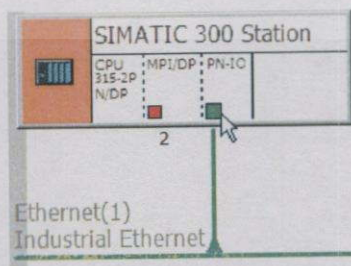 SIMATIC 300 Station
CPU
315-2P
N/DP
MPI/DP
PN-IO
2
Ethernet(1)
Industrial Ethernet